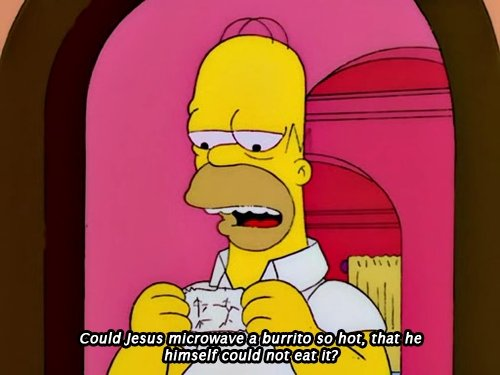 Could Jesus microwave a burrito so hot, that he
himself could not eat it?